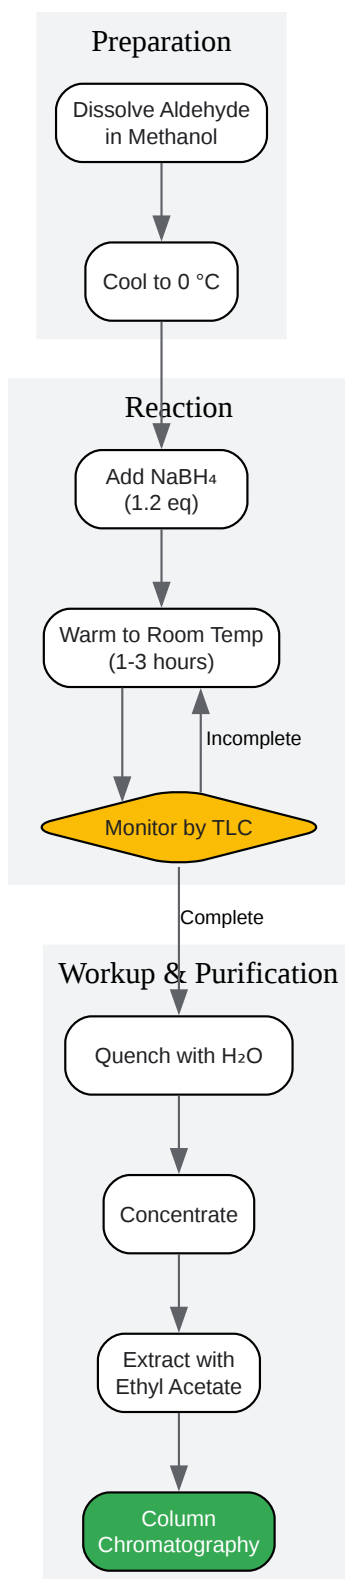 Preparation
Dissolve Aldehyde
in Methanol
Cool to 0 °C
Reaction
Add NaBH₄
(1.2 eq)
Warm to Room Temp
(1-3 hours)
Incomplete
Monitor by TLC
Complete
Workup & Purification
Quench with H₂O
Concentrate
Extract with
Ethyl Acetate
Column
Chromatography